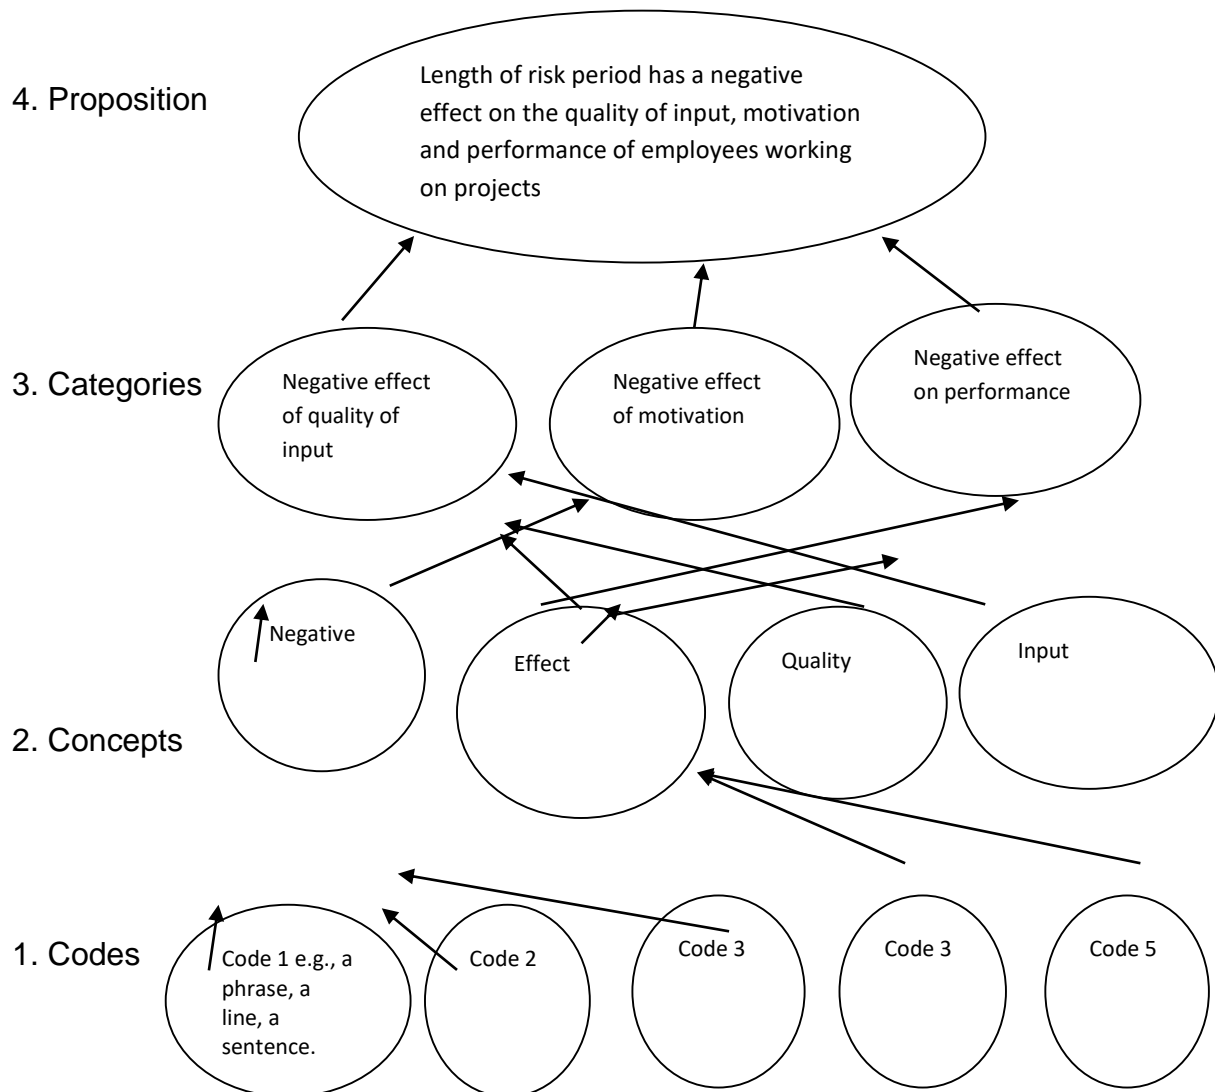 4. Proposition
Length of risk period has a negative
effect on the quality of input, motivation
and performance of employees working
on projects
3. Categories
Negative effect
of quality of
input
Negative effect
of motivation
Negative effect
on performance
2. Concepts
Negative
Effect
Quality
Input
1. Codes
Code 1 e.g., a
phrase, a
line, a
sentence.
Code 2
Code 3
Code 3
Code 5